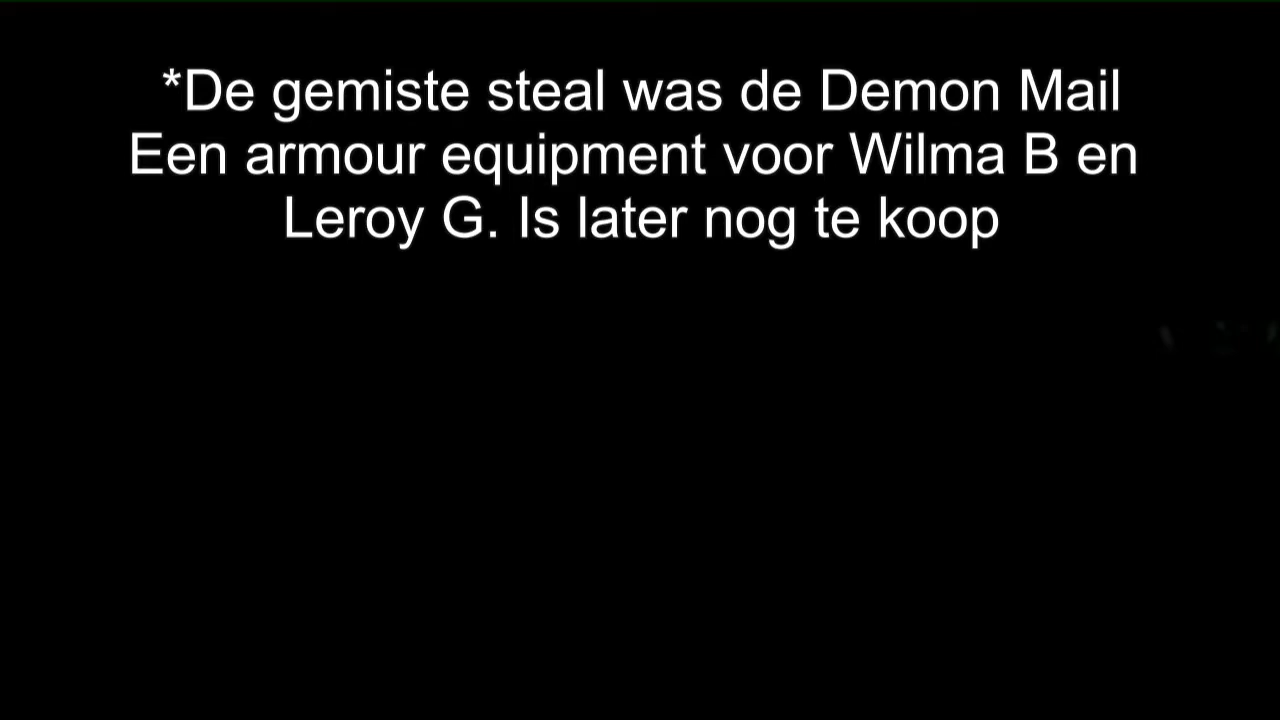 *De gemiste steal was de Demon Mail
Een armour equipment voor Wilma B en
Leroy G. Is later nog te koop